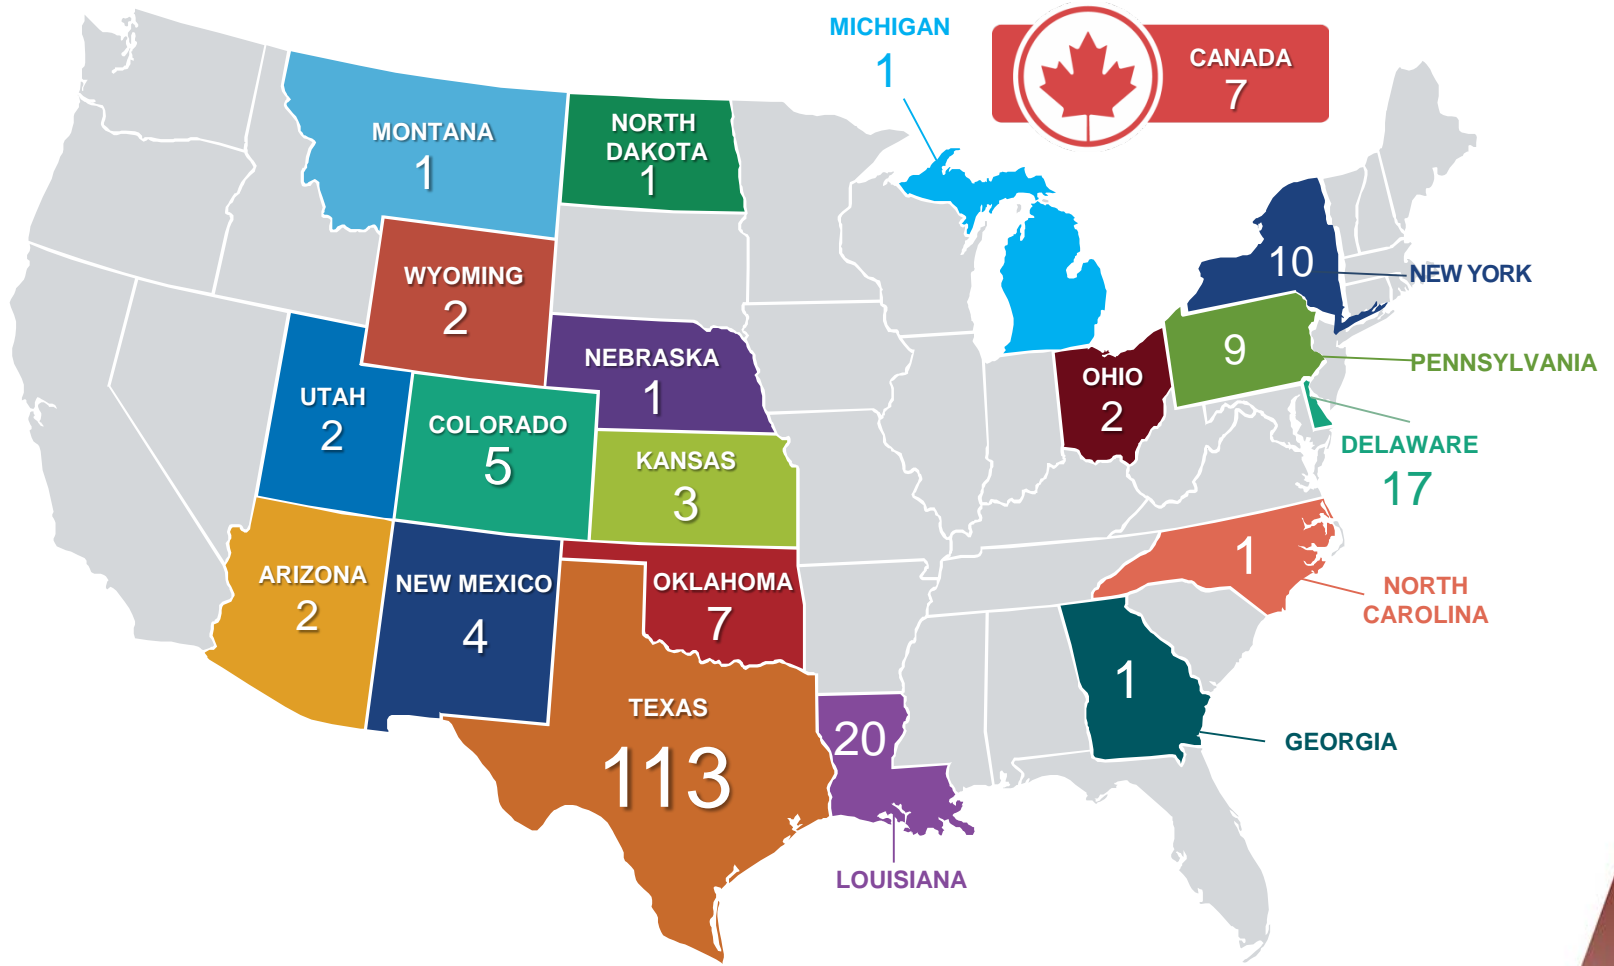 MICHIGAN
1
CANADA
7
MONTANA
1
NORTH
DAKOTA
1
WYOMING
2
10
NEW YORK
NEBRASKA
1
9
PENNSYLVANIA
UTAH
2
COLORADO
5
OHIO
2
KANSAS
3
DELAWARE
17
ARIZONA
2
NEW MEXICO
4
OKLAHOMA
7
1
NORTH
CAROLINA
TEXAS
113
20
LOUISIANA
1
GEORGIA